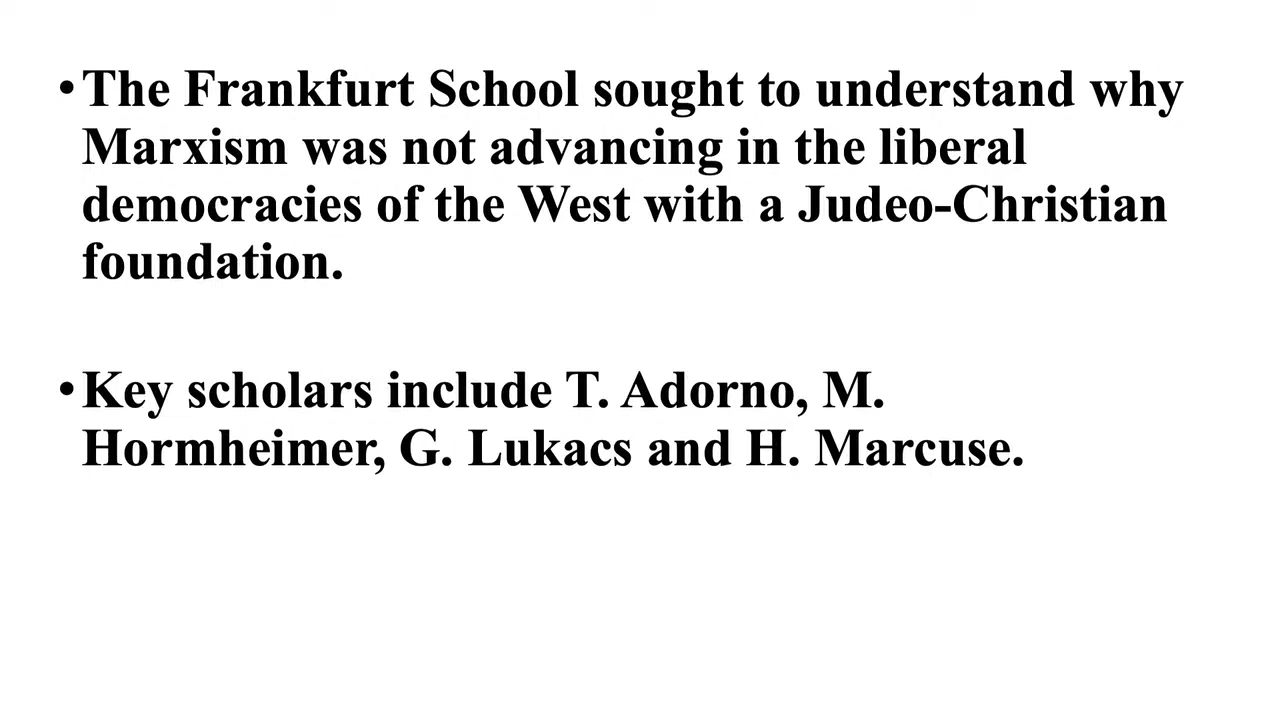 • The Frankfurt School sought to understand why
Marxism was not advancing in the liberal
democracies of the West with a Judeo-Christian
foundation.
• Key scholars include T. Adorno, M.
Hormheimer, G. Lukacs and H. Marcuse.